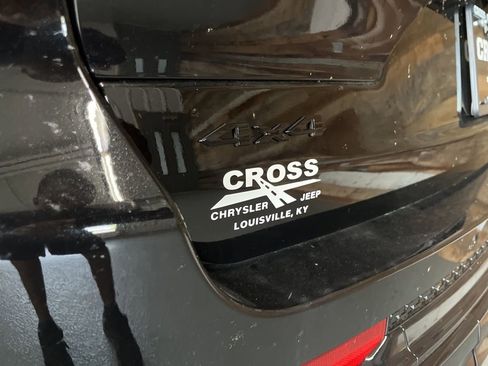 4X4
CROSS
CHRYSLER JEEP
LOUISVILLE, KY